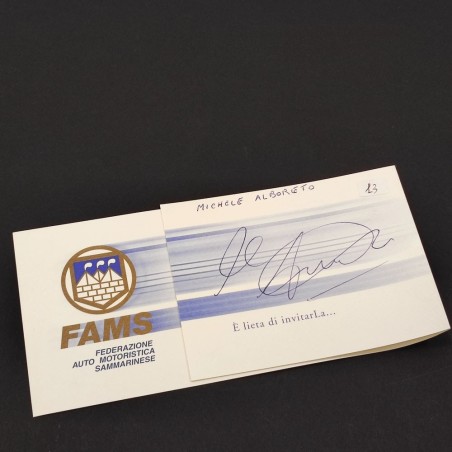 MICHELE ALBORETO
13
È lieta di invitarLa...
FAMS
FEDERAZIONE
AUTO MOTORISTICA
SAMMARINESE